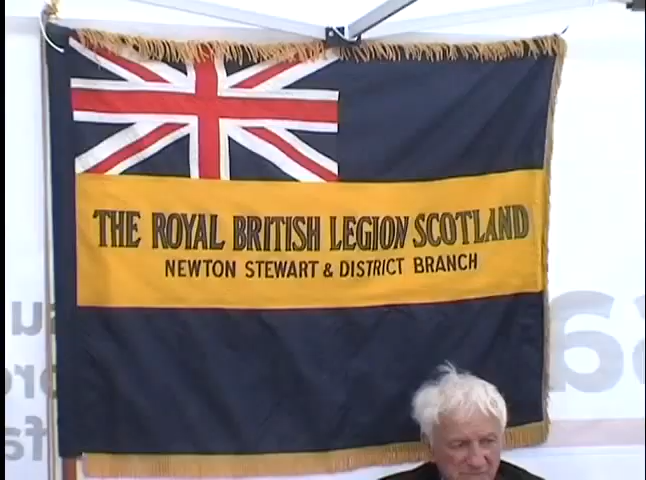 THE ROYAL BRITISH LEGION SCOTLAND
NEWTON STEWART & DISTRICT BRANCH